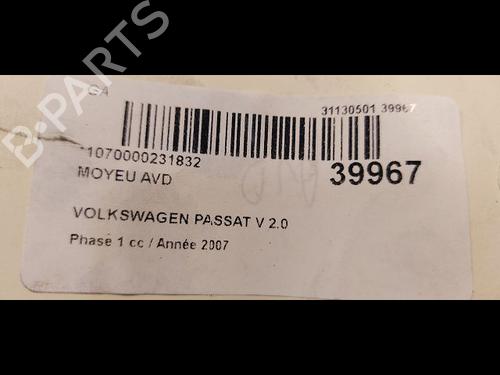 B-PARTS
31130501 39967
*1070000231832
MOYEU AVD
39967
VOLKSWAGEN PASSAT V 2.0
Phase 1 cc / Année 2007